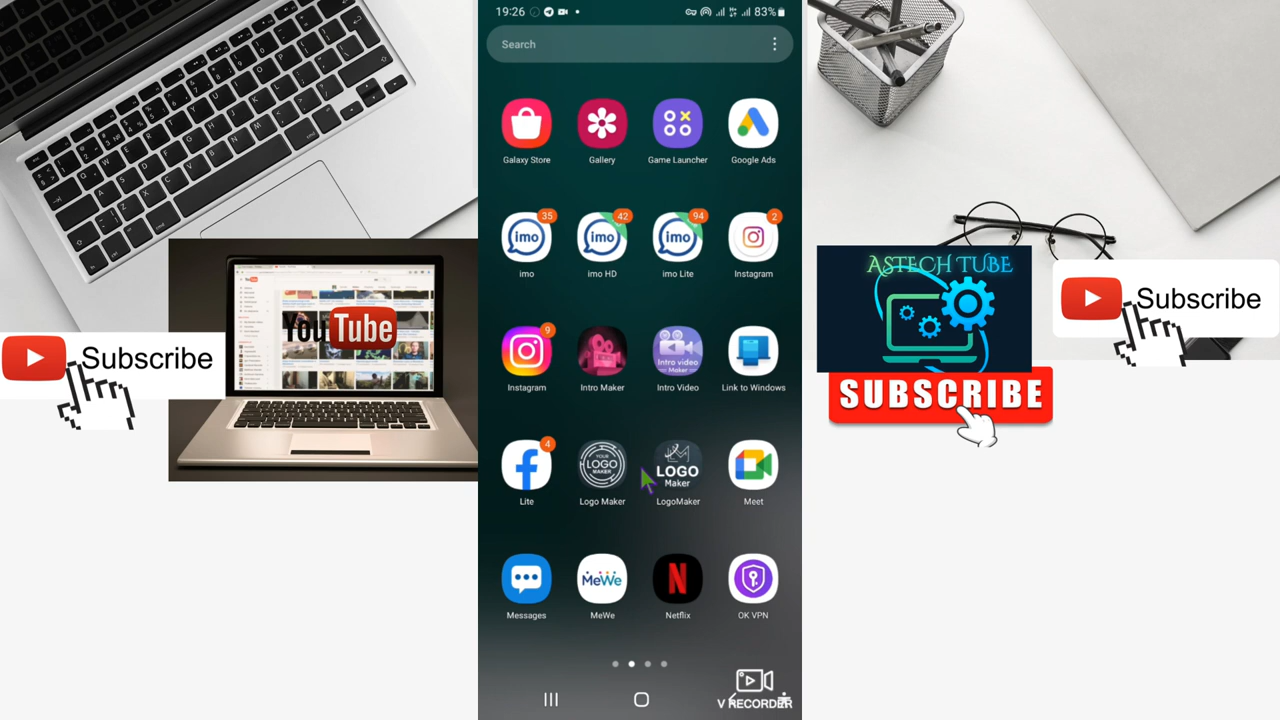 19:26
83%
Search
Galaxy Store
Gallery
Game Launcher
Google Ads
35
42
94
2
imo
imo
imo
imo
imo HD
imo Lite
Instagram
9
Intro video
Maker
Instagram
Intro Maker
Intro Video
Link to Windows
4
YOUR
LOGO
MAKER
LOGO
Maker
Lite
Logo Maker
LogoMaker
Meet
MeWe
N
Messages
MeWe
Netflix
OK VPN
V RECORDER
YouTube
Subscribe
ASTECH TUBE
SUBSCRIBE
Subscribe